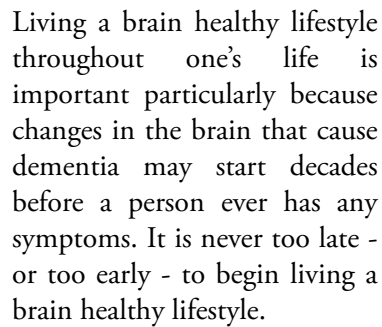 Living a brain healthy lifestyle
throughout one's life is
important particularly because
changes in the brain that cause
dementia may start decades
before a person ever has any
symptoms. It is never too late -
or too early - to begin living a
brain healthy lifestyle.